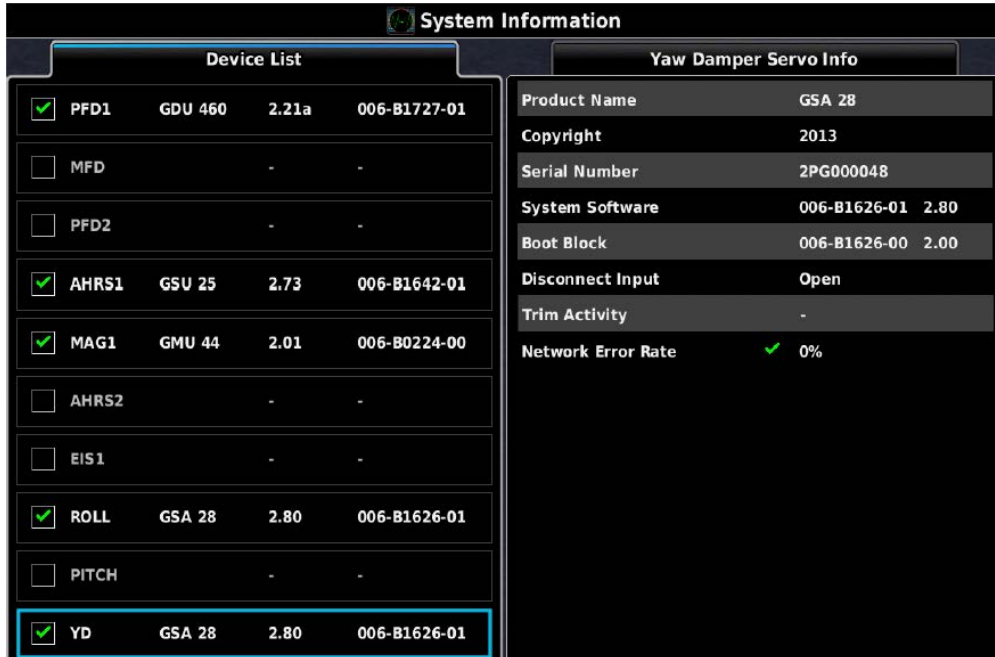 System Information
Device List
PFD1 GDU 460 2.21a 006-B1727-01
MFD - -
PFD2 - -
AHRS1 GSU 25 2.73 006-B1642-01
MAG1 GMU 44 2.01 006-B0224-00
AHRS2 - -
EIS1 - -
ROLL GSA 28 2.80 006-B1626-01
PITCH - -
YD GSA 28 2.80 006-B1626-01
Yaw Damper Servo Info
Product Name GSA 28
Copyright 2013
Serial Number 2PG000048
System Software 006-B1626-01 2.80
Boot Block 006-B1626-00 2.00
Disconnect Input Open
Trim Activity -
Network Error Rate 0%